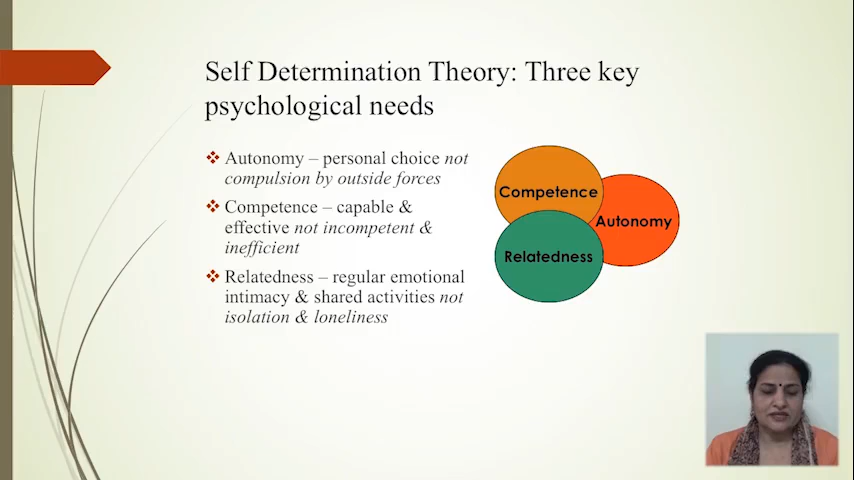 Self Determination Theory: Three key
psychological needs
Autonomy – personal choice not
compulsion by outside forces
Competence – capable &
effective not incompetent &
inefficient
Relatedness – regular emotional
intimacy & shared activities not
isolation & loneliness
Competence
Autonomy
Relatedness